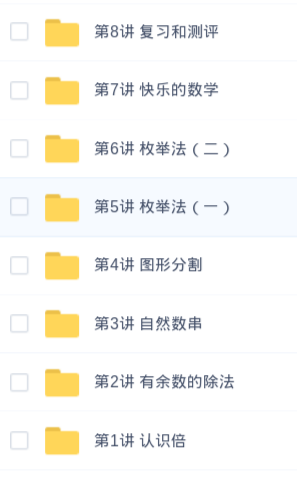 第8讲 复习和测评
第7讲 快乐的数学
第6讲 枚举法（二）
第5讲 枚举法（一）
第4讲 图形分割
第3讲 自然数串
第2讲 有余数的除法
第1讲 认识倍